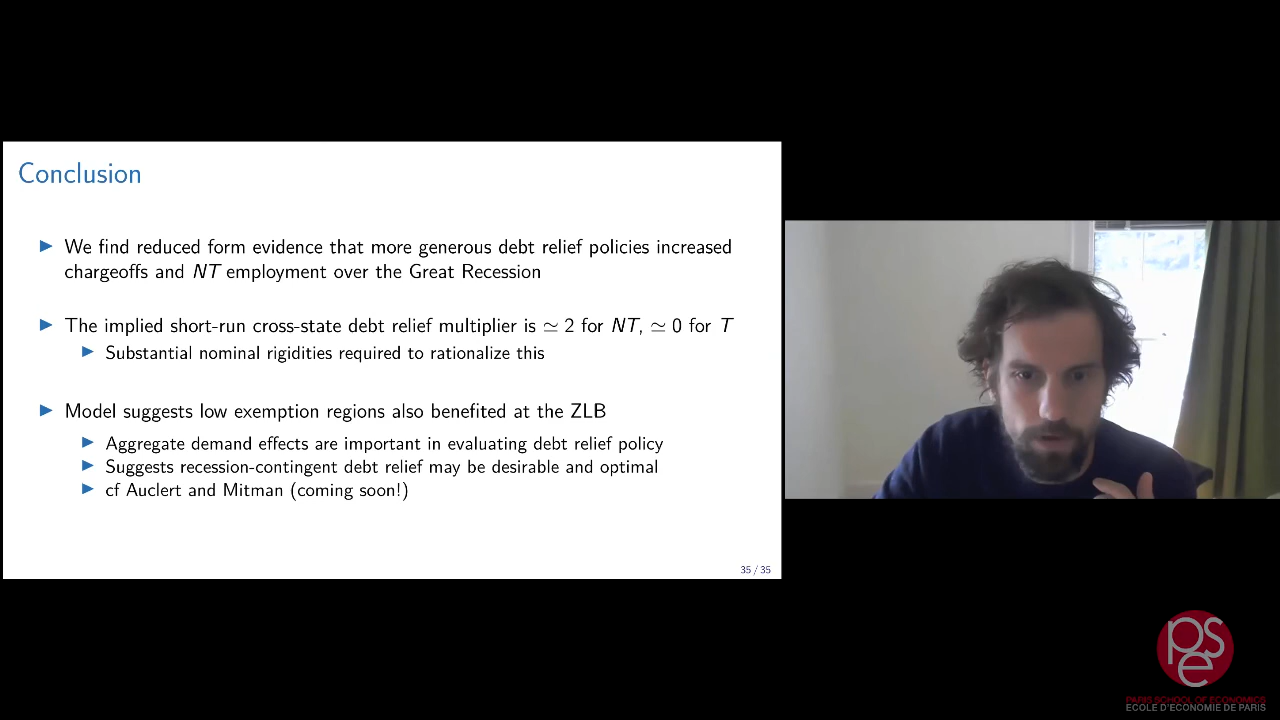 Conclusion
▶ We find reduced form evidence that more generous debt relief policies increased
chargeoffs and NT employment over the Great Recession
▶ The implied short-run cross-state debt relief multiplier is ≃ 2 for NT, ≃ 0 for T
▶ Substantial nominal rigidities required to rationalize this
▶ Model suggests low exemption regions also benefited at the ZLB
▶ Aggregate demand effects are important in evaluating debt relief policy
▶ Suggests recession-contingent debt relief may be desirable and optimal
▶ cf Auclert and Mitman (coming soon!)
35 / 35
pse
PARIS SCHOOL OF ECONOMICS
ECOLE D'ECONOMIE DE PARIS